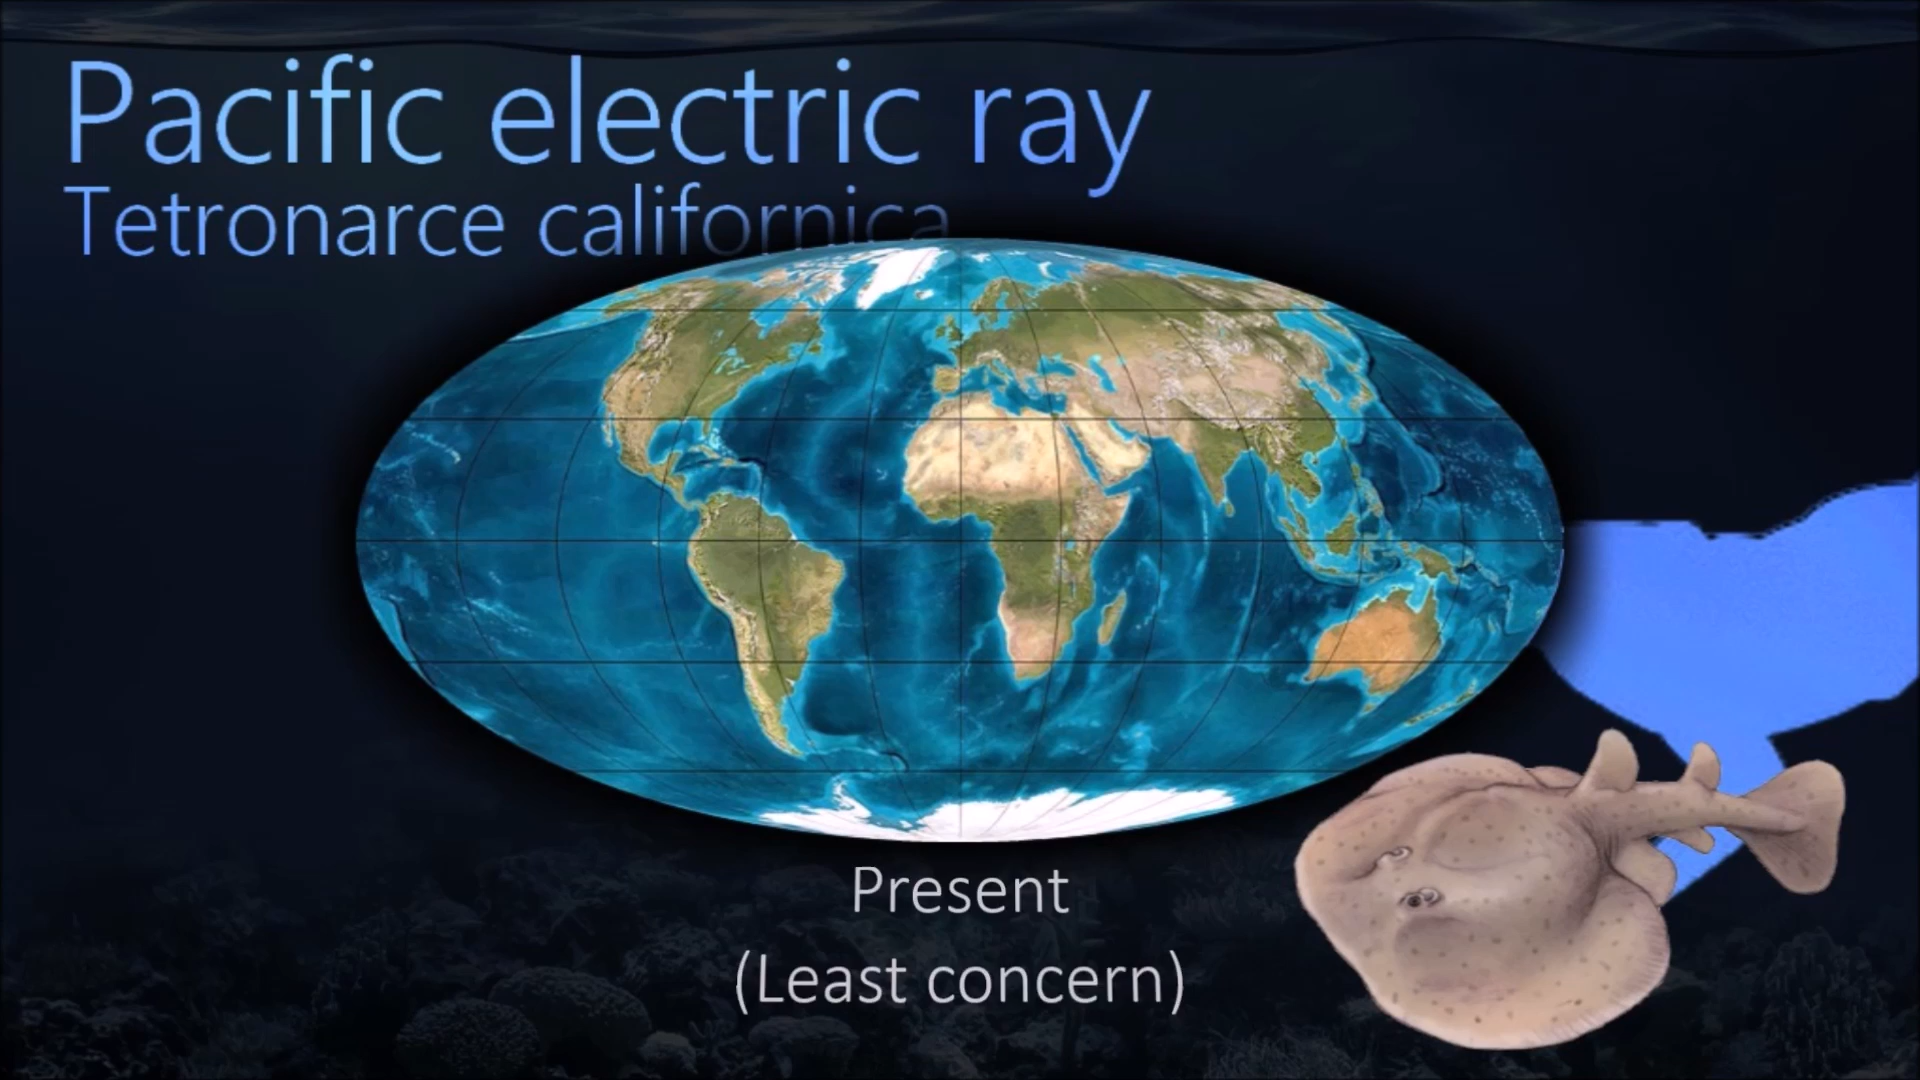 Pacific electric ray
Tetronarce californica
Present
(Least concern)